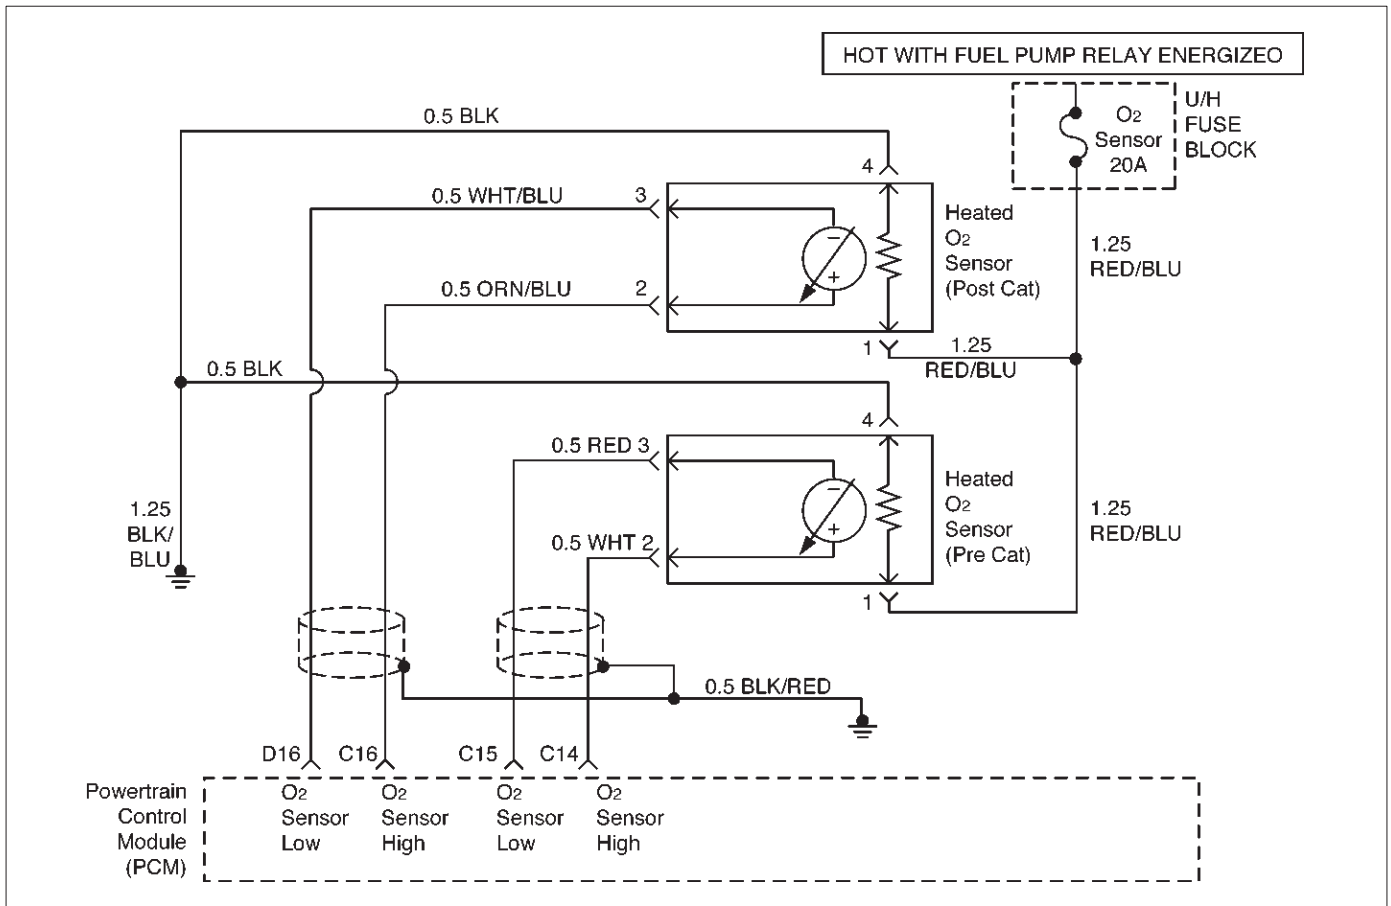 HOT WITH FUEL PUMP RELAY ENERGIZEO
O2
Sensor
20A
U/H
FUSE
BLOCK
0.5 BLK
4
0.5 WHT/BLU
3
Heated
O2
Sensor
(Post Cat)
–
+
1.25
RED/BLU
0.5 ORN/BLU
2
1
1.25
RED/BLU
0.5 BLK
4
0.5 RED 3
Heated
O2
Sensor
(Pre Cat)
–
+
1.25
BLK/
BLU
1.25
RED/BLU
0.5 WHT 2
1
0.5 BLK/RED
D16
C16
C15
C14
Powertrain
Control
Module
(PCM)
O2
Sensor
Low
O2
Sensor
High
O2
Sensor
Low
O2
Sensor
High